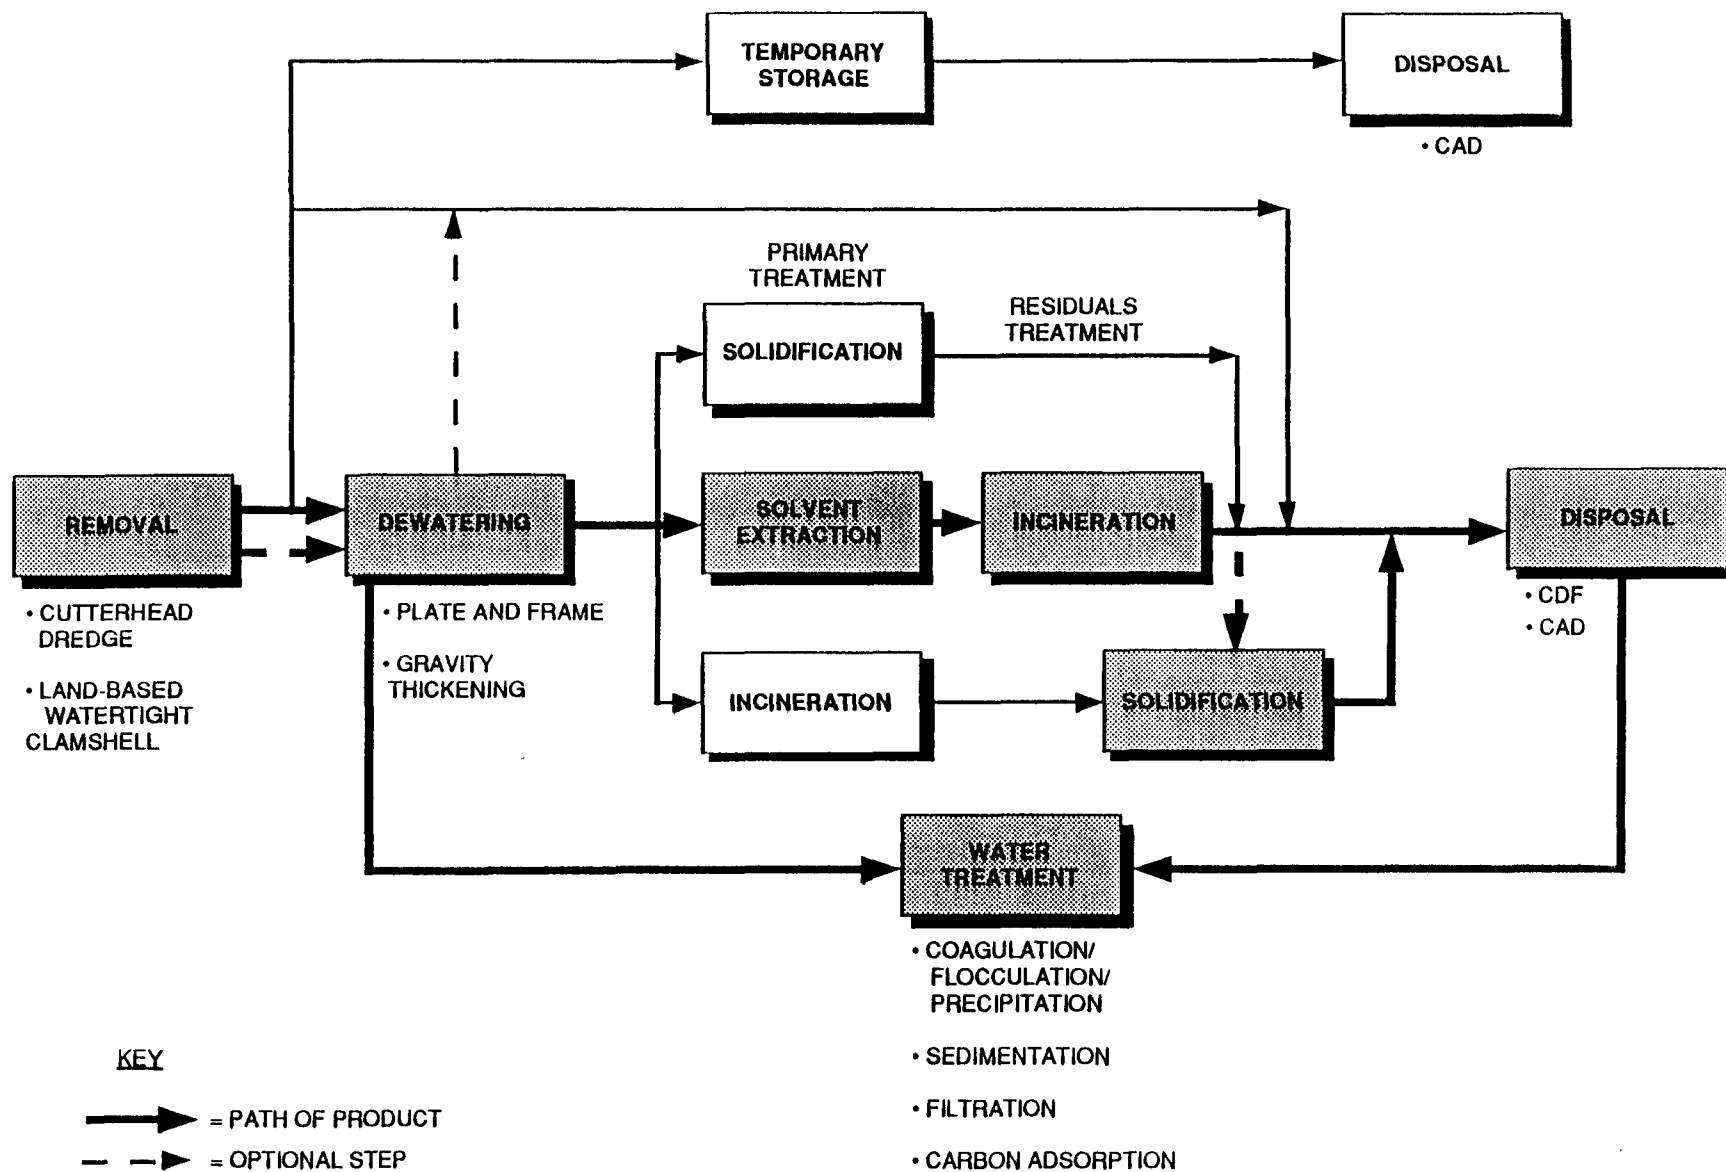 TEMPORARY
STORAGE
DISPOSAL
• CAD
PRIMARY
TREATMENT
RESIDUALS
TREATMENT
SOLIDIFICATION
REMOVAL
DEWATERING
SOLVENT
EXTRACTION
INCINERATION
DISPOSAL
• CUTTERHEAD
DREDGE
• LAND-BASED
WATERTIGHT
CLAMSHELL
• PLATE AND FRAME
• GRAVITY
THICKENING
• CDF
• CAD
INCINERATION
SOLIDIFICATION
WATER
TREATMENT
• COAGULATION/
FLOCCULATION/
PRECIPITATION
• SEDIMENTATION
• FILTRATION
• CARBON ADSORPTION
KEY
= PATH OF PRODUCT
= OPTIONAL STEP